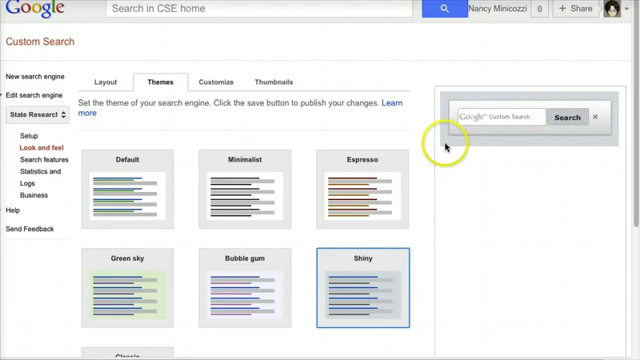 Google
Search in CSE home
Nancy Minicozzi
0
+ Share
Custom Search
New search engine
Edit search engine
State Researc
Setup
Look and feel
Search features
Statistics and
Logs
Business
Help
Send Feedback
Layout
Themes
Customize
Thumbnails
Set the theme of your search engine. Click the save button to publish your changes. Learn
more
Default
Minimalist
Espresso
Green sky
Bubble gum
Shiny
Classic
Google™ Custom Search
Search
×